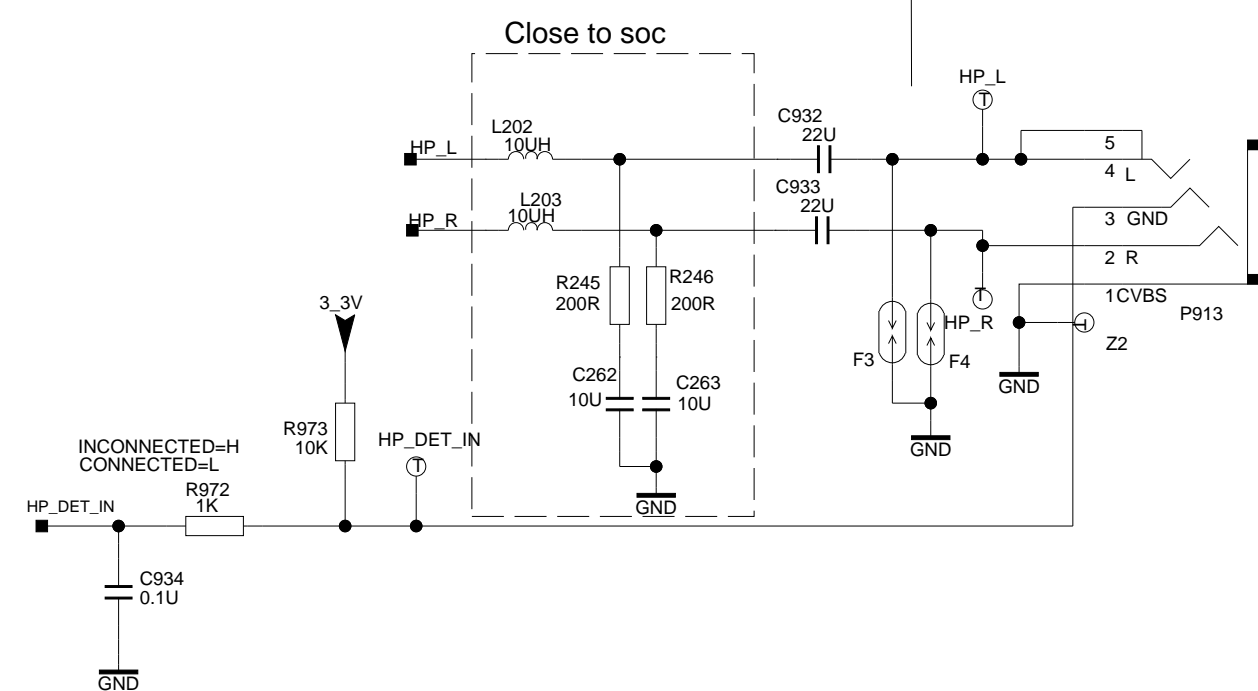 Close to soc
HP_L
T
C932
22U
L202
10UH
HP_L
5
4 L
C933
22U
L203
10UH
HP_R
3 GND
2 R
R245
200R
R246
200R
1CVBS
P913
3_3V
T
HP_R
T
Z2
F3
F4
GND
C262
10U
C263
10U
R973
10K
HP_DET_IN
T
GND
INCONNECTED=H
CONNECTED=L
R972
1K
HP_DET_IN
GND
C934
0.1U
GND